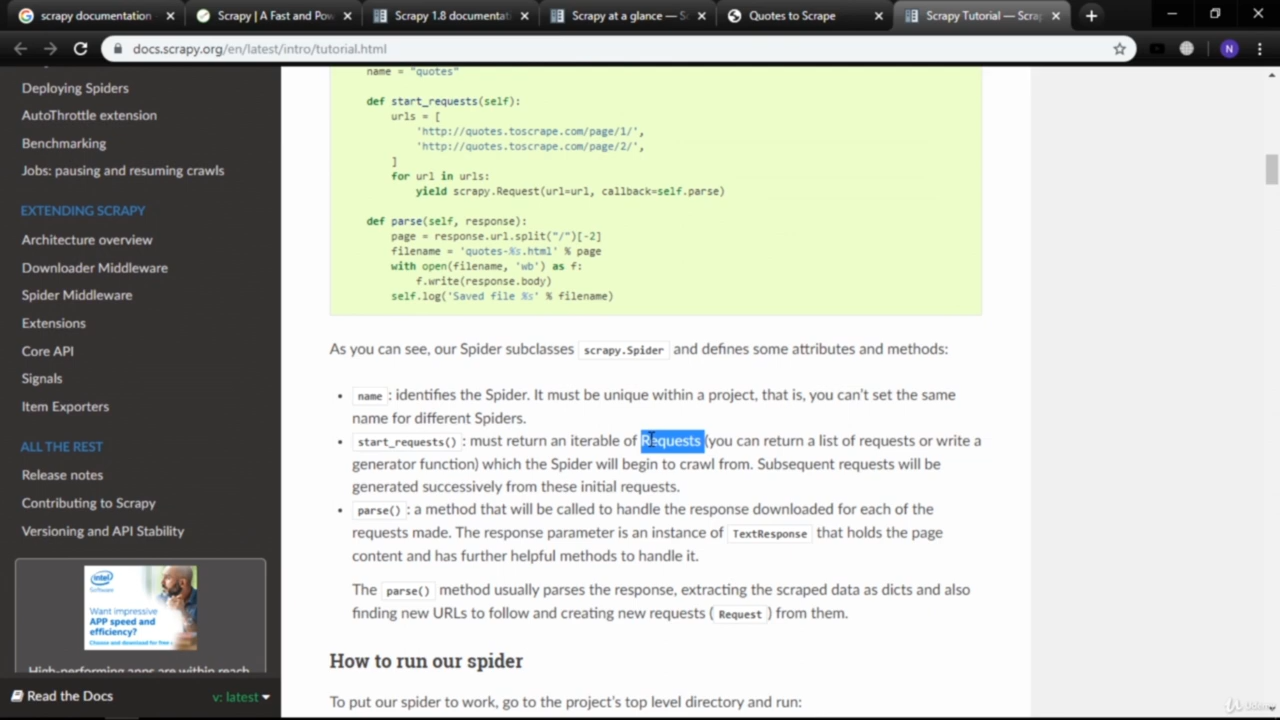 scrapy documentation
Scrapy | A Fast and Pow
Scrapy 1.8 documentati
Scrapy at a glance — Sc
Quotes to Scrape
Scrapy Tutorial — Scrap
docs.scrapy.org/en/latest/intro/tutorial.html
N
Deploying Spiders
AutoThrottle extension
Benchmarking
Jobs: pausing and resuming crawls
EXTENDING SCRAPY
Architecture overview
Downloader Middleware
Spider Middleware
Extensions
Core API
Signals
Item Exporters
ALL THE REST
Release notes
Contributing to Scrapy
Versioning and API Stability
intel
Software
Want impressive
APP speed and
efficiency?
High-performing apps are within reach
Read the Docs
v: latest
name = "quotes"
def start_requests(self):
urls = [
'http://quotes.toscrape.com/page/1/',
'http://quotes.toscrape.com/page/2/',
]
for url in urls:
yield scrapy.Request(url=url, callback=self.parse)
def parse(self, response):
page = response.url.split("/")[-2]
filename = 'quotes-%s.html' % page
with open(filename, 'wb') as f:
f.write(response.body)
self.log('Saved file %s' % filename)
As you can see, our Spider subclasses scrapy.Spider and defines some attributes and methods:
• name : identifies the Spider. It must be unique within a project, that is, you can't set the same
name for different Spiders.
• start_requests() : must return an iterable of Requests (you can return a list of requests or write a
generator function) which the Spider will begin to crawl from. Subsequent requests will be
generated successively from these initial requests.
• parse() : a method that will be called to handle the response downloaded for each of the
requests made. The response parameter is an instance of TextResponse that holds the page
content and has further helpful methods to handle it.
The parse() method usually parses the response, extracting the scraped data as dicts and also
finding new URLs to follow and creating new requests ( Request ) from them.
How to run our spider
To put our spider to work, go to the project's top level directory and run: